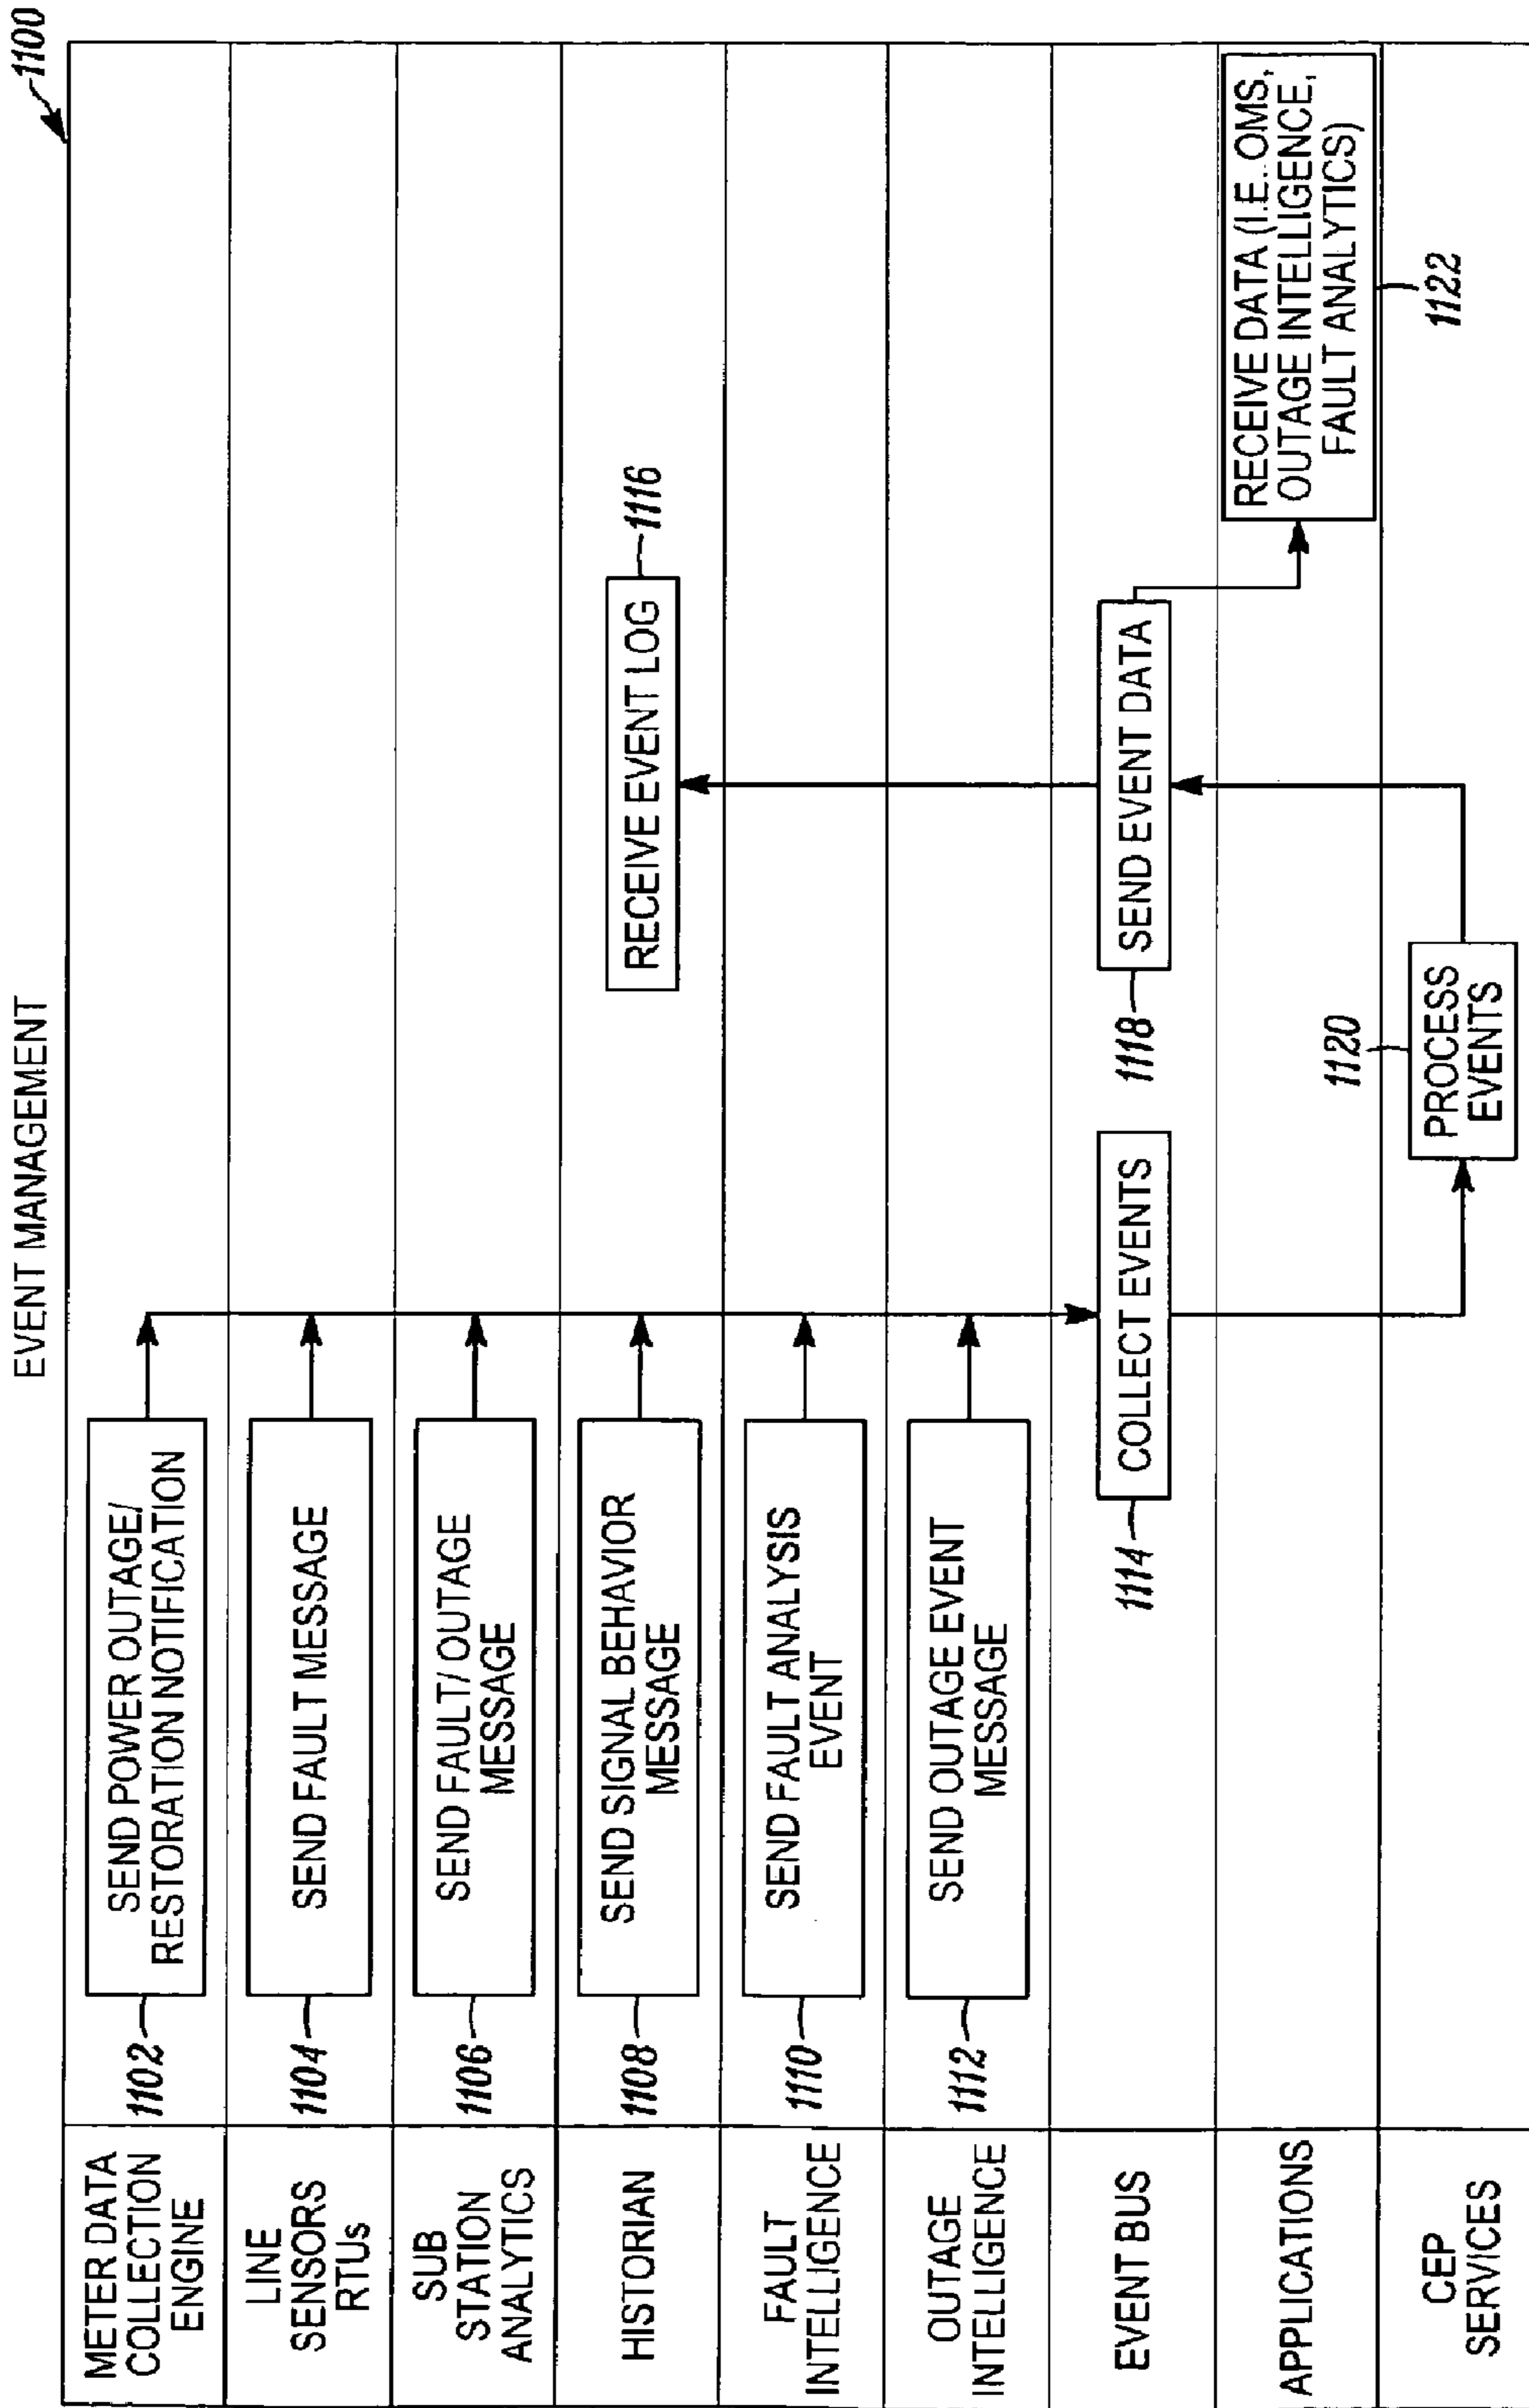 EVENT MANAGEMENT
1100
METER DATA
COLLECTION
ENGINE
1102
SEND POWER OUTAGE/
RESTORATION NOTIFICATION
LINE
SENSORS
RTUs
1104
SEND FAULT MESSAGE
SUB
STATION
ANALYTICS
1106
SEND FAULT/ OUTAGE
MESSAGE
HISTORIAN
1108
SEND SIGNAL BEHAVIOR
MESSAGE
RECEIVE EVENT LOG
1116
FAULT
INTELLIGENCE
1110
SEND FAULT ANALYSIS
EVENT
OUTAGE
INTELLIGENCE
1112
SEND OUTAGE EVENT
MESSAGE
EVENT BUS
1114
COLLECT EVENTS
1118
SEND EVENT DATA
APPLICATIONS
RECEIVE DATA (I.E. OMS,
OUTAGE INTELLIGENCE,
FAULT ANALYTICS)
1122
CEP
SERVICES
1120
PROCESS
EVENTS